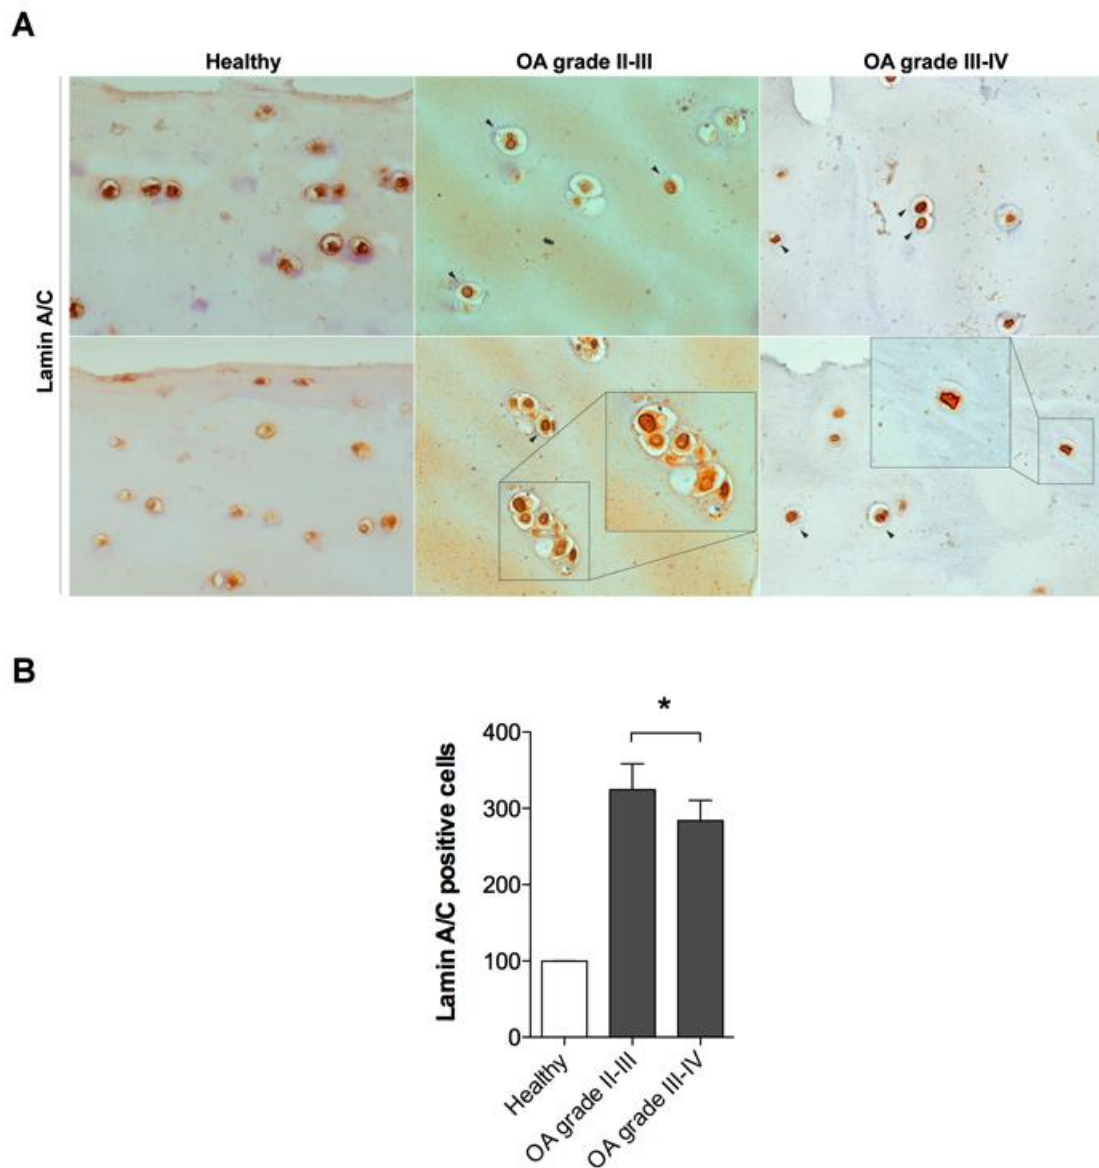 A
Healthy
OA grade II-III
OA grade III-IV
Lamin A/C
B
*
Lamin A/C positive cells
400
300
200
100
0
Healthy
OA grade II-III
OA grade III-IV